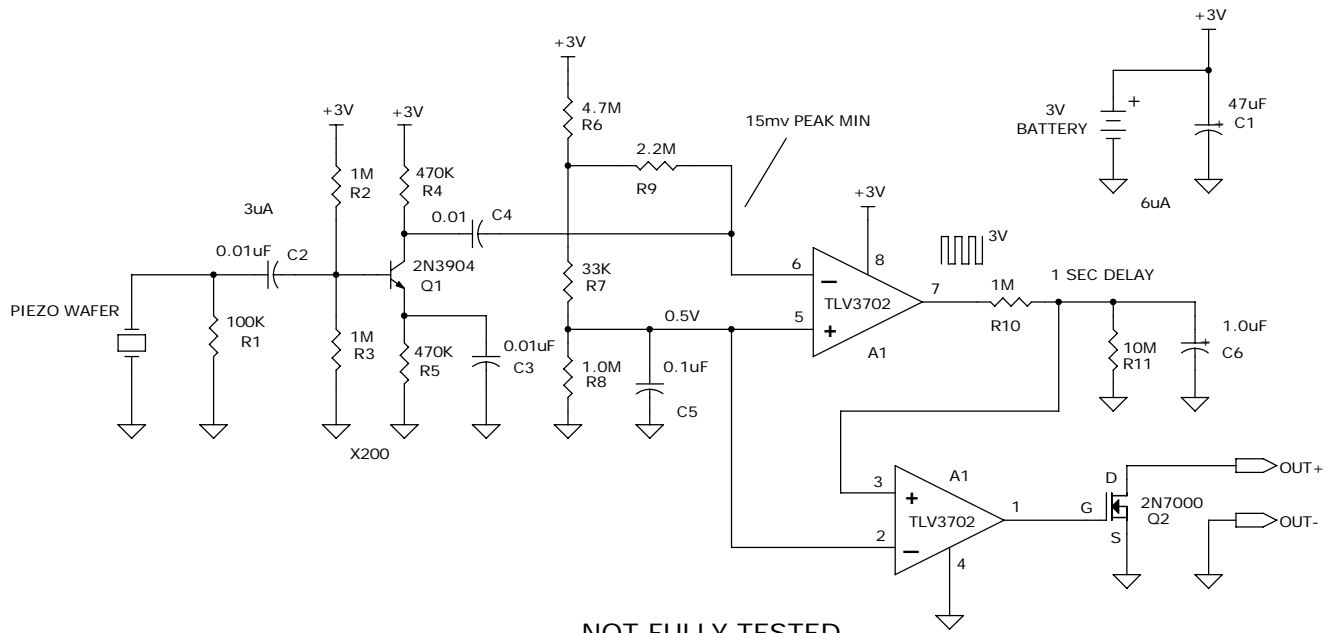 +3V
+3V
+3V
+3V
3V
BATTERY
+
47uF
+
C1
6uA
4.7M
R6
15mv PEAK MIN
2.2M
R9
1M
R2
470K
R4
3uA
0.01
C4
+3V
0.01uF
C2
2N3904
Q1
33K
R7
6
−
8
TLV3702
7
3V
1M
R10
1 SEC DELAY
PIEZO WAFER
100K
R1
1M
R3
470K
R5
0.01uF
C3
0.5V
5
+
A1
1.0M
R8
0.1uF
C5
10M
R11
1.0uF
+
C6
X200
3
+
A1
TLV3702
1
2
−
4
G
D
S
2N7000
Q2
OUT+
OUT-
NOT FULLY TESTED